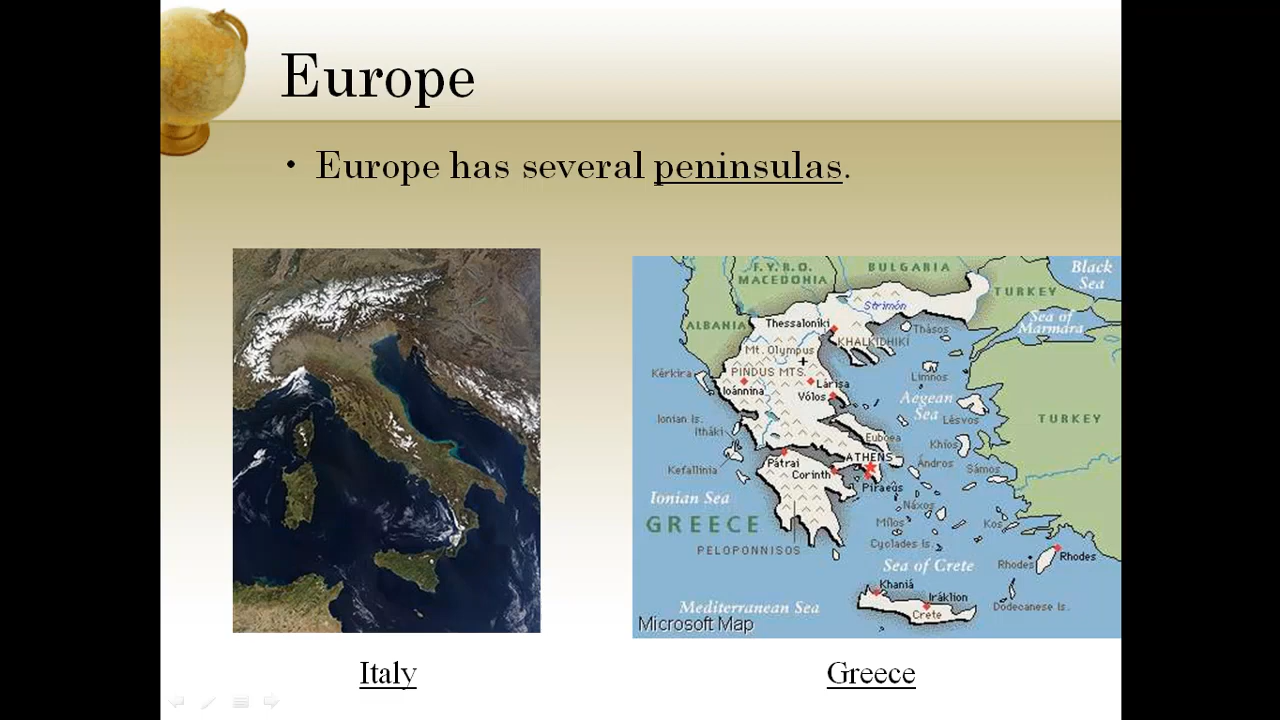 Europe
• Europe has several peninsulas.
F.Y.R.O.
MACEDONIA
BULGARIA
Black
Sea
TURKEY
Strimón
Sea of
Marmara
ALBANIA
Thessaloníki
Thásos
KHALKIDHIKI
Mt. Olympus
Kérkira
PINDUS MTS.
Límnos
Ioánnina
Lárisa
Vólos
Aegean
Sea
Lésvos
TURKEY
Ionian Is.
Itháki
Euboea
Khíos
Kefallinia
Pátrai
ATHENS
Corinth
Ándros
Sámos
Piraeus
Ionian Sea
Náxos
GREECE
Mílos
Kos
PELOPONNISOS
Cyclades Is.
Sea of Crete
Rhodes
Rhodes
Khaniá
Iráklion
Mediterranean Sea
Crete
Dodecanese Is.
Microsoft Map
Italy
Greece